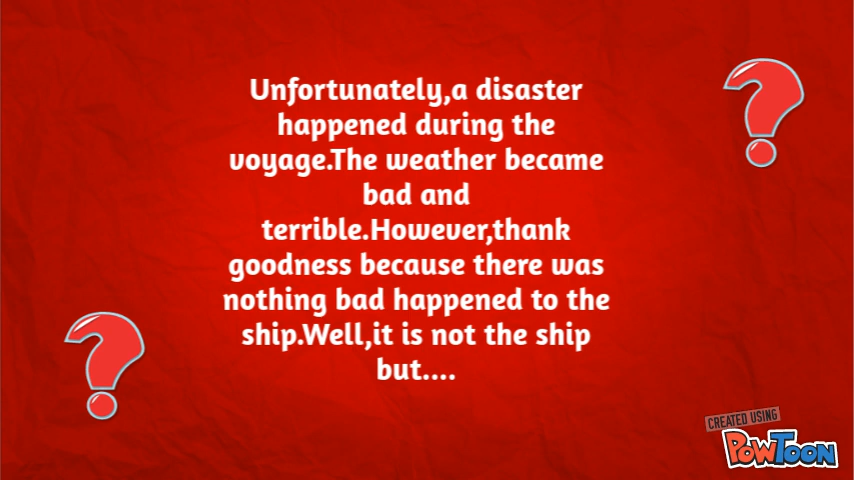 Unfortunately,a disaster
happened during the
voyage.The weather became
bad and
terrible.However,thank
goodness because there was
nothing bad happened to the
ship.Well,it is not the ship
but....
CREATED USING
POWTOON